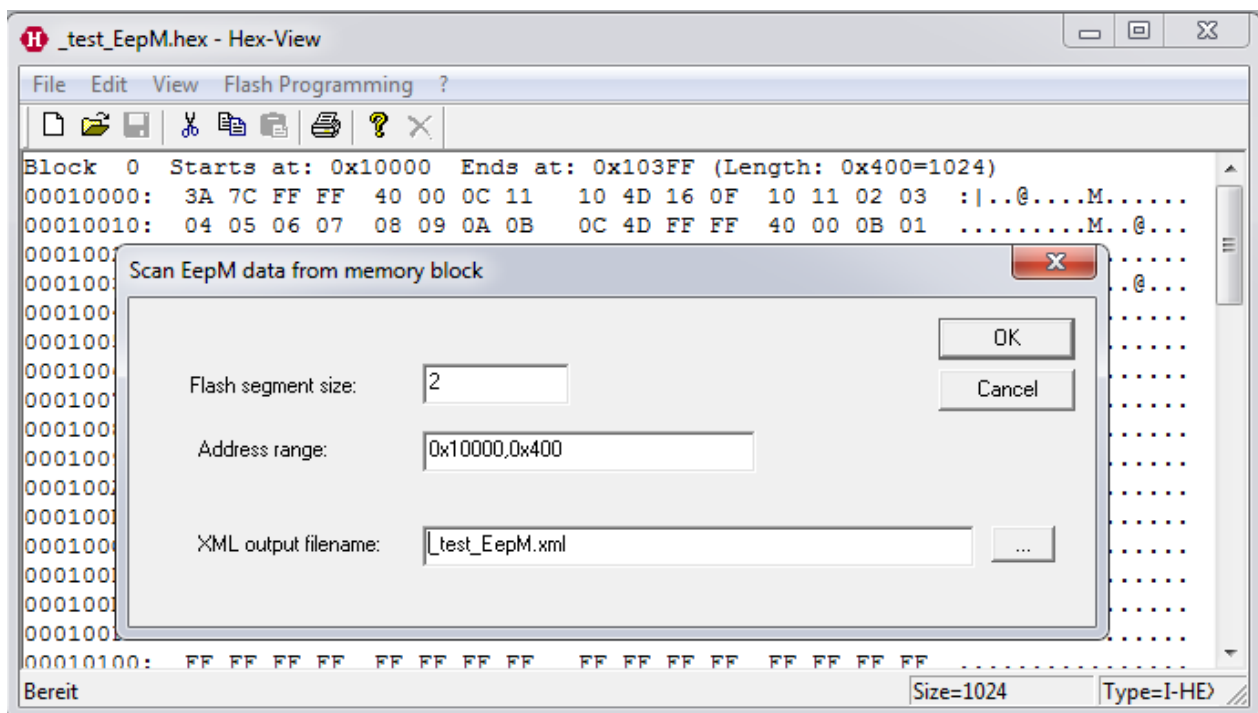 _test_EepM.hex - Hex-View
File Edit View Flash Programming ?
Block 0 Starts at: 0x10000 Ends at: 0x103FF (Length: 0x400=1024)
00010000: 3A 7C FF FF 40 00 0C 11 10 4D 16 0F 10 11 02 03 :|..@....M......
00010010: 04 05 06 07 08 09 0A 0B 0C 4D FF FF 40 00 0B 01 .........M..@...
Scan EepM data from memory block
..@...
OK
Flash segment size: 2
Cancel
Address range: 0x10000,0x400
XML output filename: _test_EepM.xml ...
00010100: FF FF FF FF FF FF FF FF FF FF FF FF FF FF FF FF ................
Bereit Size=1024 Type=I-HE